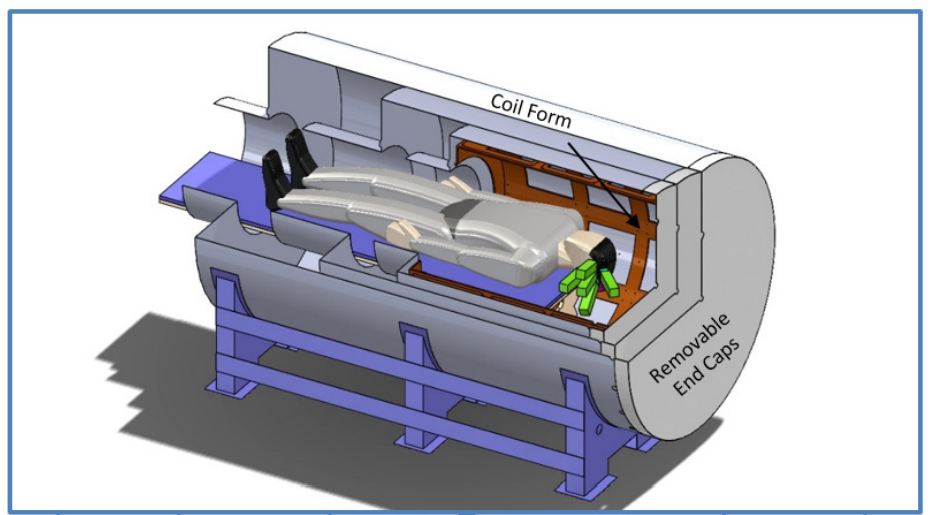 Coil Form
Removable
End Caps